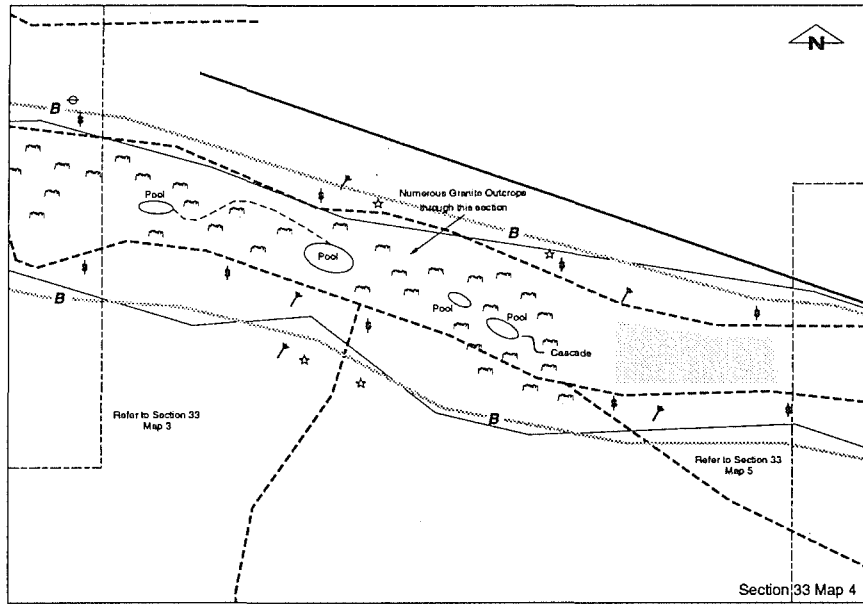 N
B
Pool
Numerous Granite Outcrops
through this section
B
Pool
B
Pool
Pool
Cascade
Refer to Section 33
Map 3
B
Refer to Section 33
Map 5
Section 33 Map 4